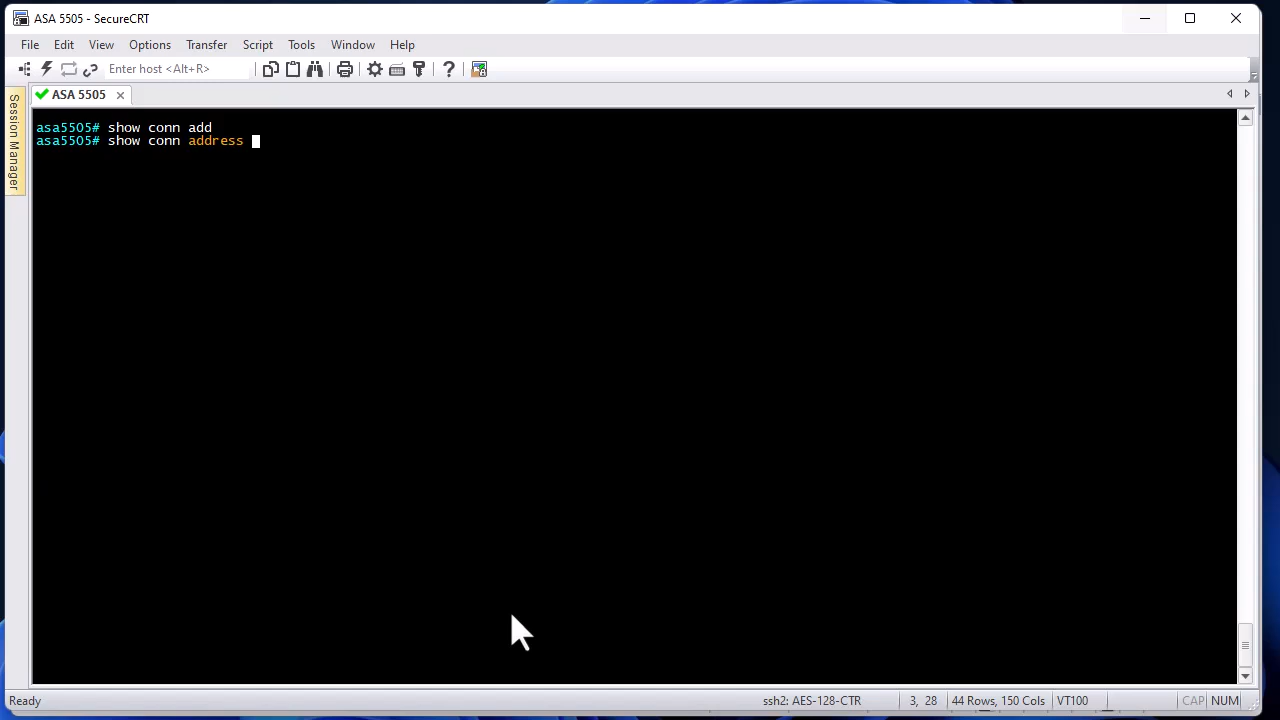 ASA 5505 - SecureCRT
File Edit View Options Transfer Script Tools Window Help
Enter host <Alt+R>
ASA 5505
Session Manager
asa5505# show conn add
asa5505# show conn address
Ready ssh2: AES-128-CTR 3, 28 44 Rows, 150 Cols VT100 CAP NUM